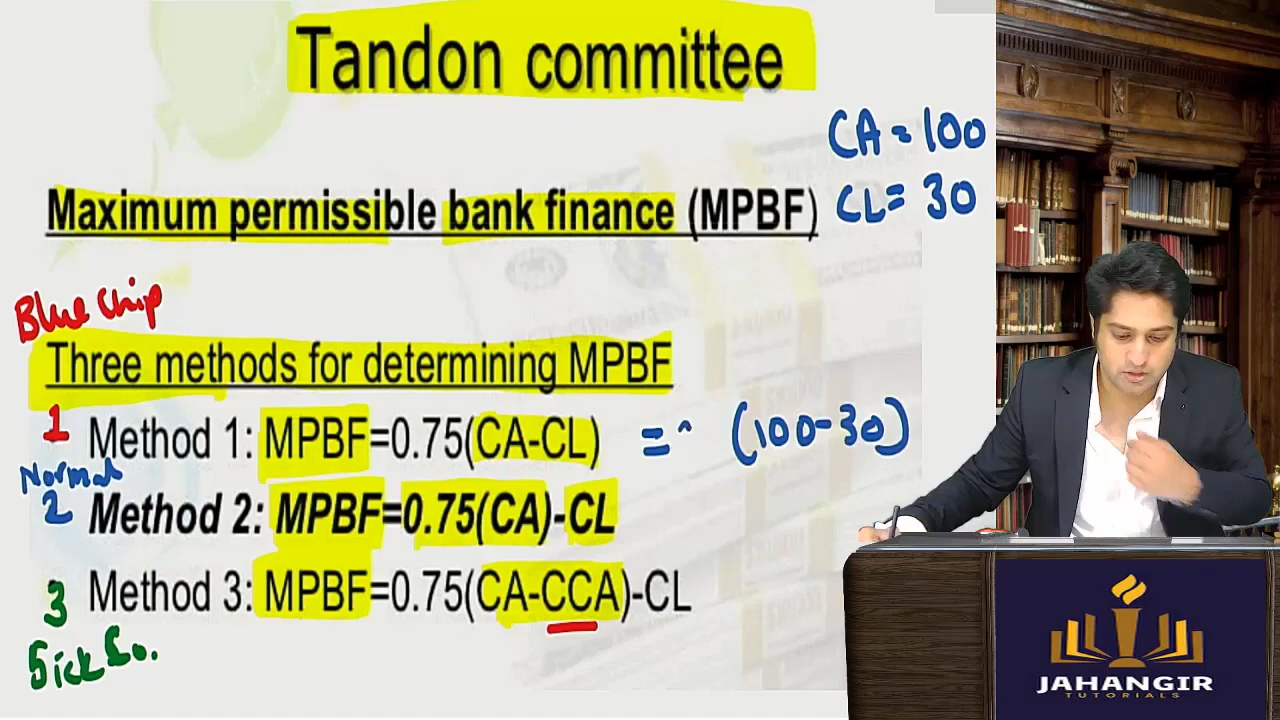 Tandon committee
CA = 100
Maximum permissible bank finance (MPBF)
CL = 30
Blue Chip
Three methods for determining MPBF
1 Method 1: MPBF=0.75(CA-CL) = (100-30)
Normal
2 Method 2: MPBF=0.75(CA)-CL
3 Method 3: MPBF=0.75(CA-CCA)-CL
Sick Co.
JAHANGIR
TUTORIALS